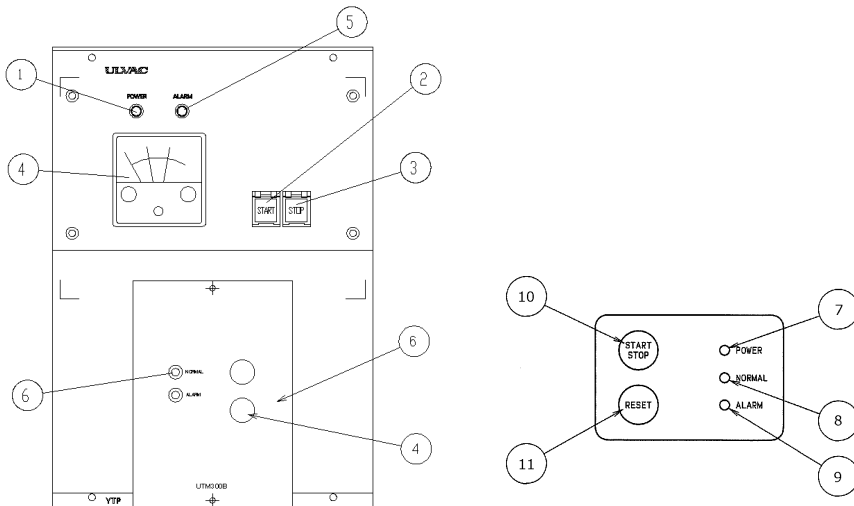 5
ULVAC
1
POWER ALARM
2
4
3
START STOP
10
7
START
STOP
POWER
6
6
NORMAL
NORMAL
ALARM
RESET
ALARM
8
4
11
9
UTM300B
YTP